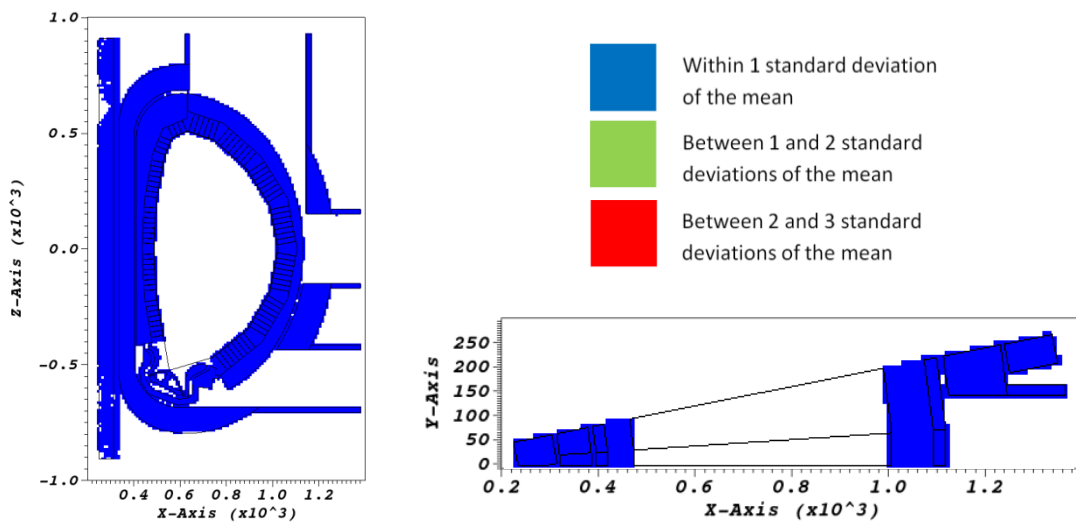 1.0
0.5
0.0
-0.5
-1.0
Z-Axis (x10^3)
0.4 0.6 0.8 1.0 1.2
X-Axis (x10^3)
Within 1 standard deviation
of the mean
Between 1 and 2 standard
deviations of the mean
Between 2 and 3 standard
deviations of the mean
250
200
150
100
50
0
Y-Axis
0.2 0.4 0.6 0.8 1.0 1.2
X-Axis (x10^3)